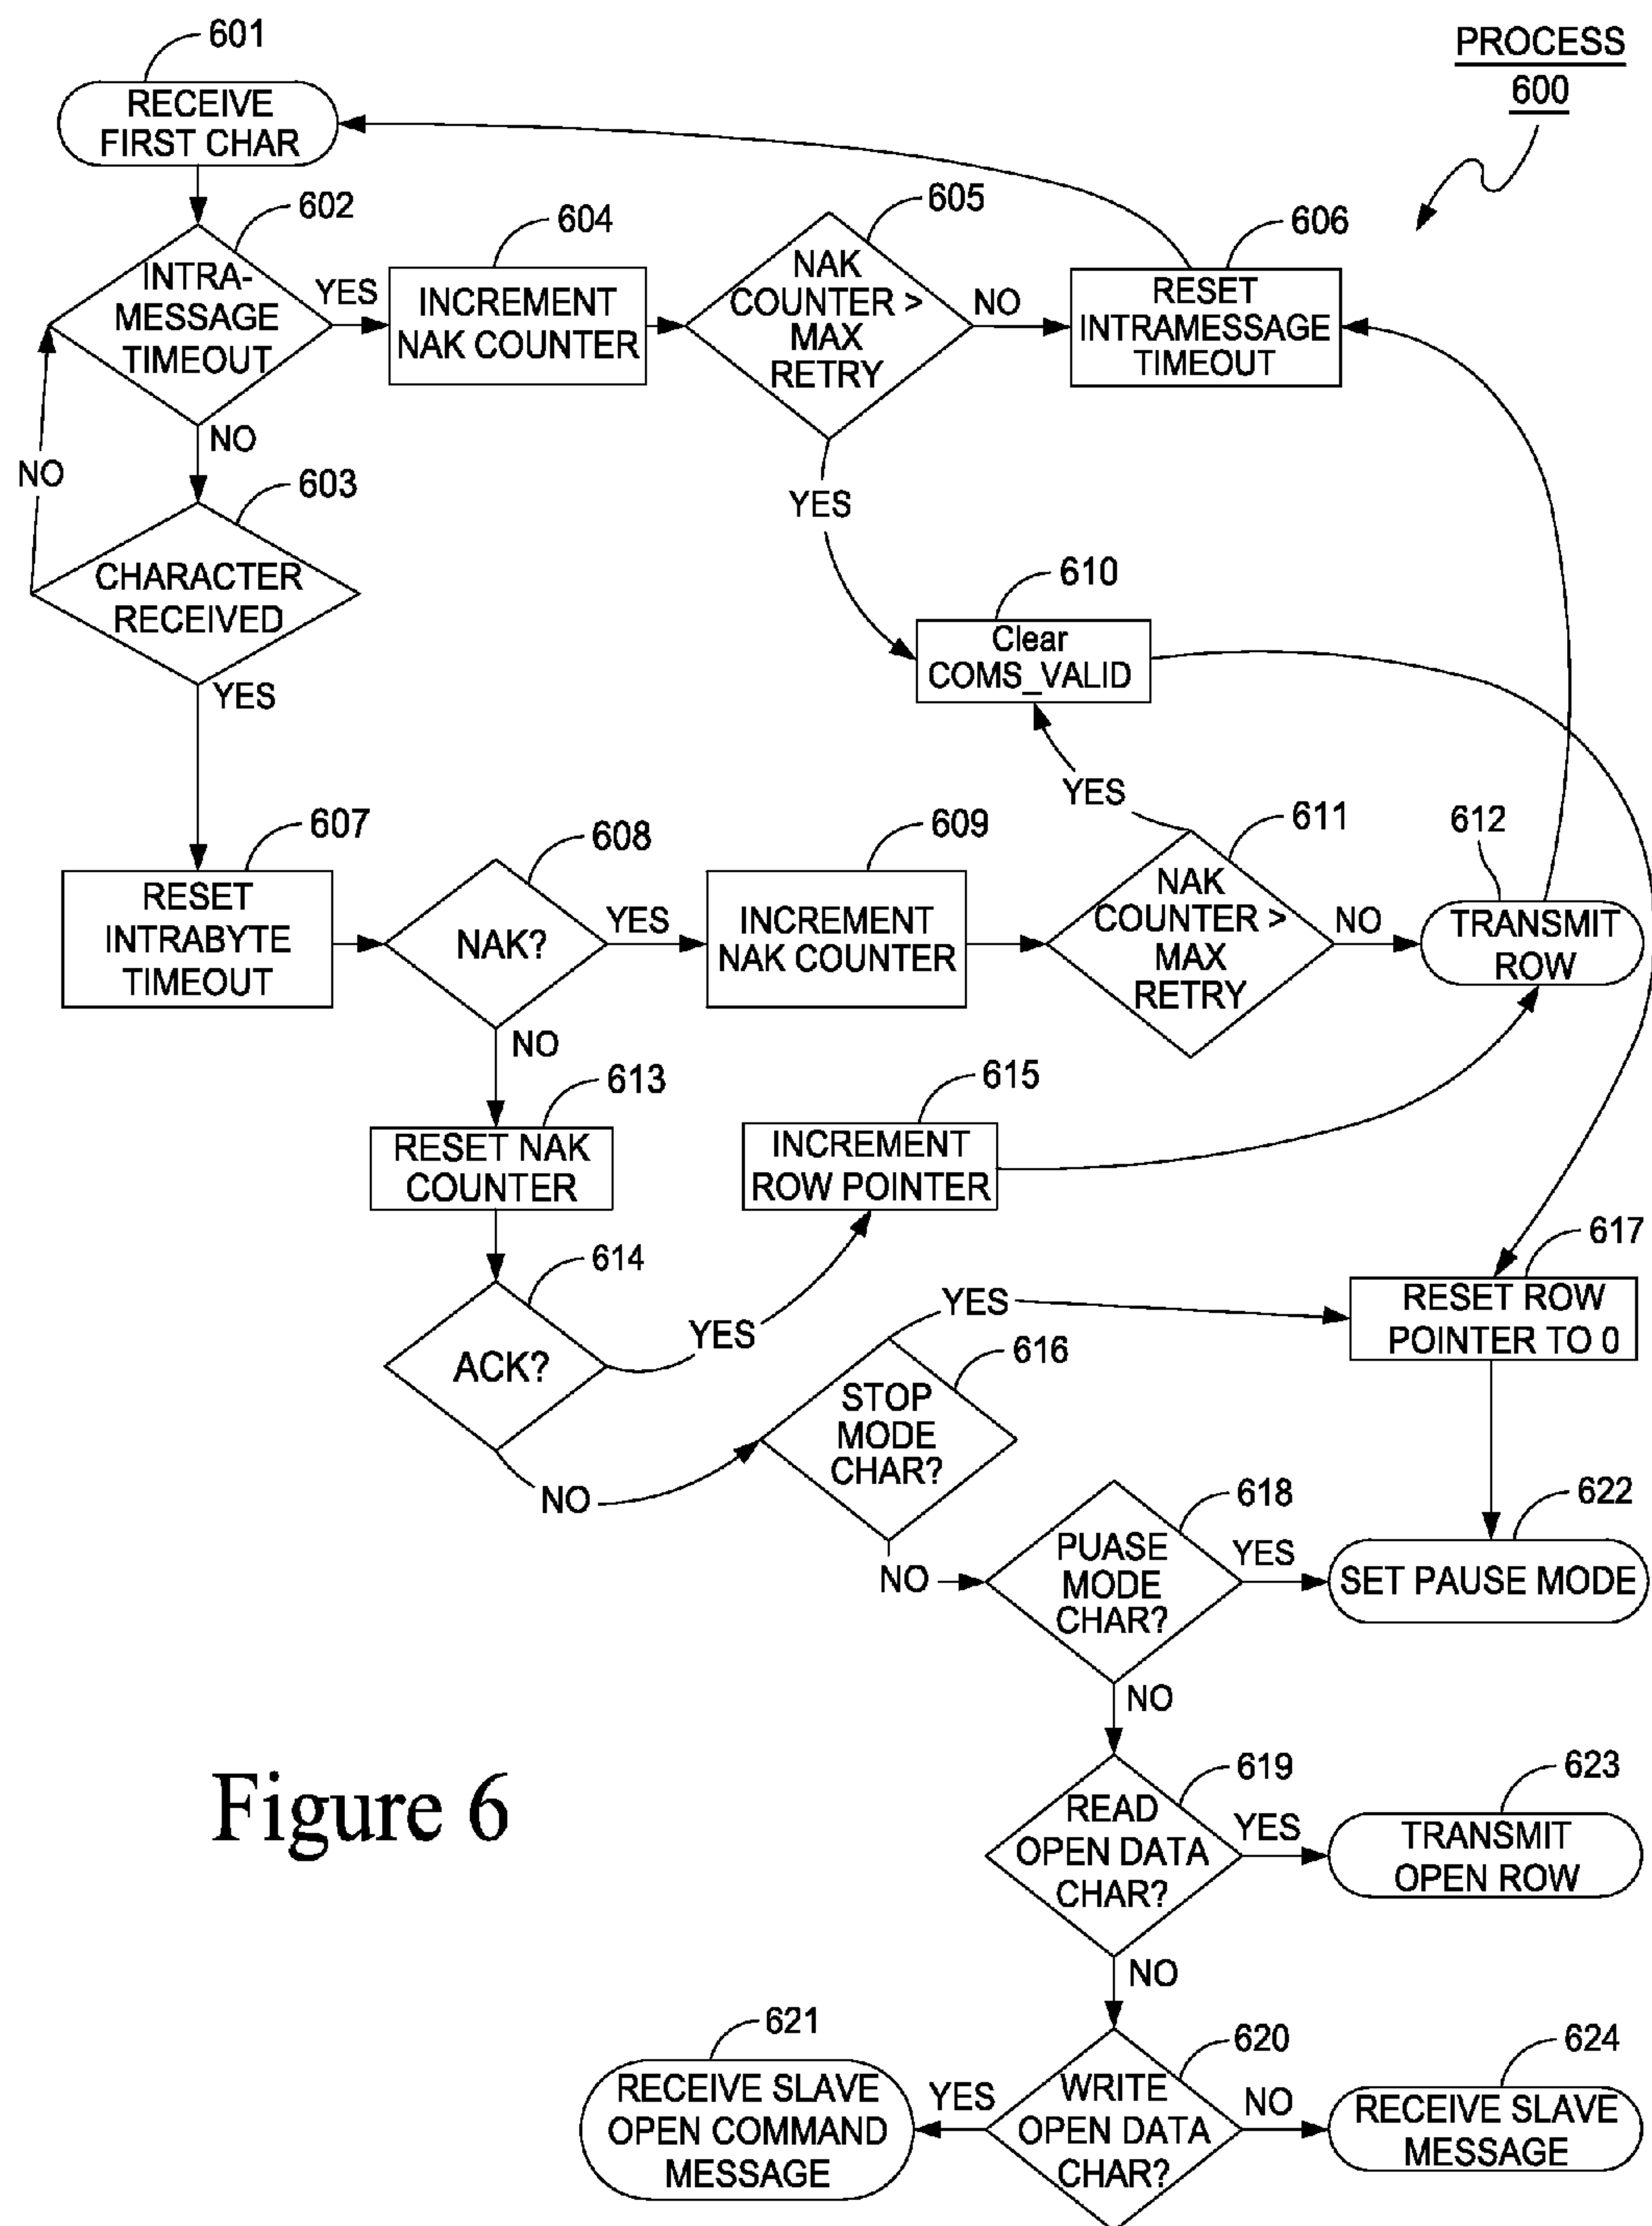 PROCESS
600
601
RECEIVE
FIRST CHAR
602
INTRA-
MESSAGE
TIMEOUT
YES
NO
604
INCREMENT
NAK COUNTER
605
NAK
COUNTER >
MAX
RETRY
NO
YES
606
RESET
INTRAMESSAGE
TIMEOUT
NO
603
CHARACTER
RECEIVED
YES
610
Clear
COMS_VALID
YES
607
RESET
INTRABYTE
TIMEOUT
608
NAK?
YES
NO
609
INCREMENT
NAK COUNTER
611
NAK
COUNTER >
MAX
RETRY
NO
612
TRANSMIT
ROW
613
RESET NAK
COUNTER
615
INCREMENT
ROW POINTER
614
ACK?
YES
NO
616
STOP
MODE
CHAR?
YES
NO
617
RESET ROW
POINTER TO 0
618
PUASE
MODE
CHAR?
YES
NO
622
SET PAUSE MODE
619
READ
OPEN DATA
CHAR?
YES
NO
623
TRANSMIT
OPEN ROW
Figure 6
621
RECEIVE SLAVE
OPEN COMMAND
MESSAGE
YES
620
WRITE
OPEN DATA
CHAR?
NO
624
RECEIVE SLAVE
MESSAGE